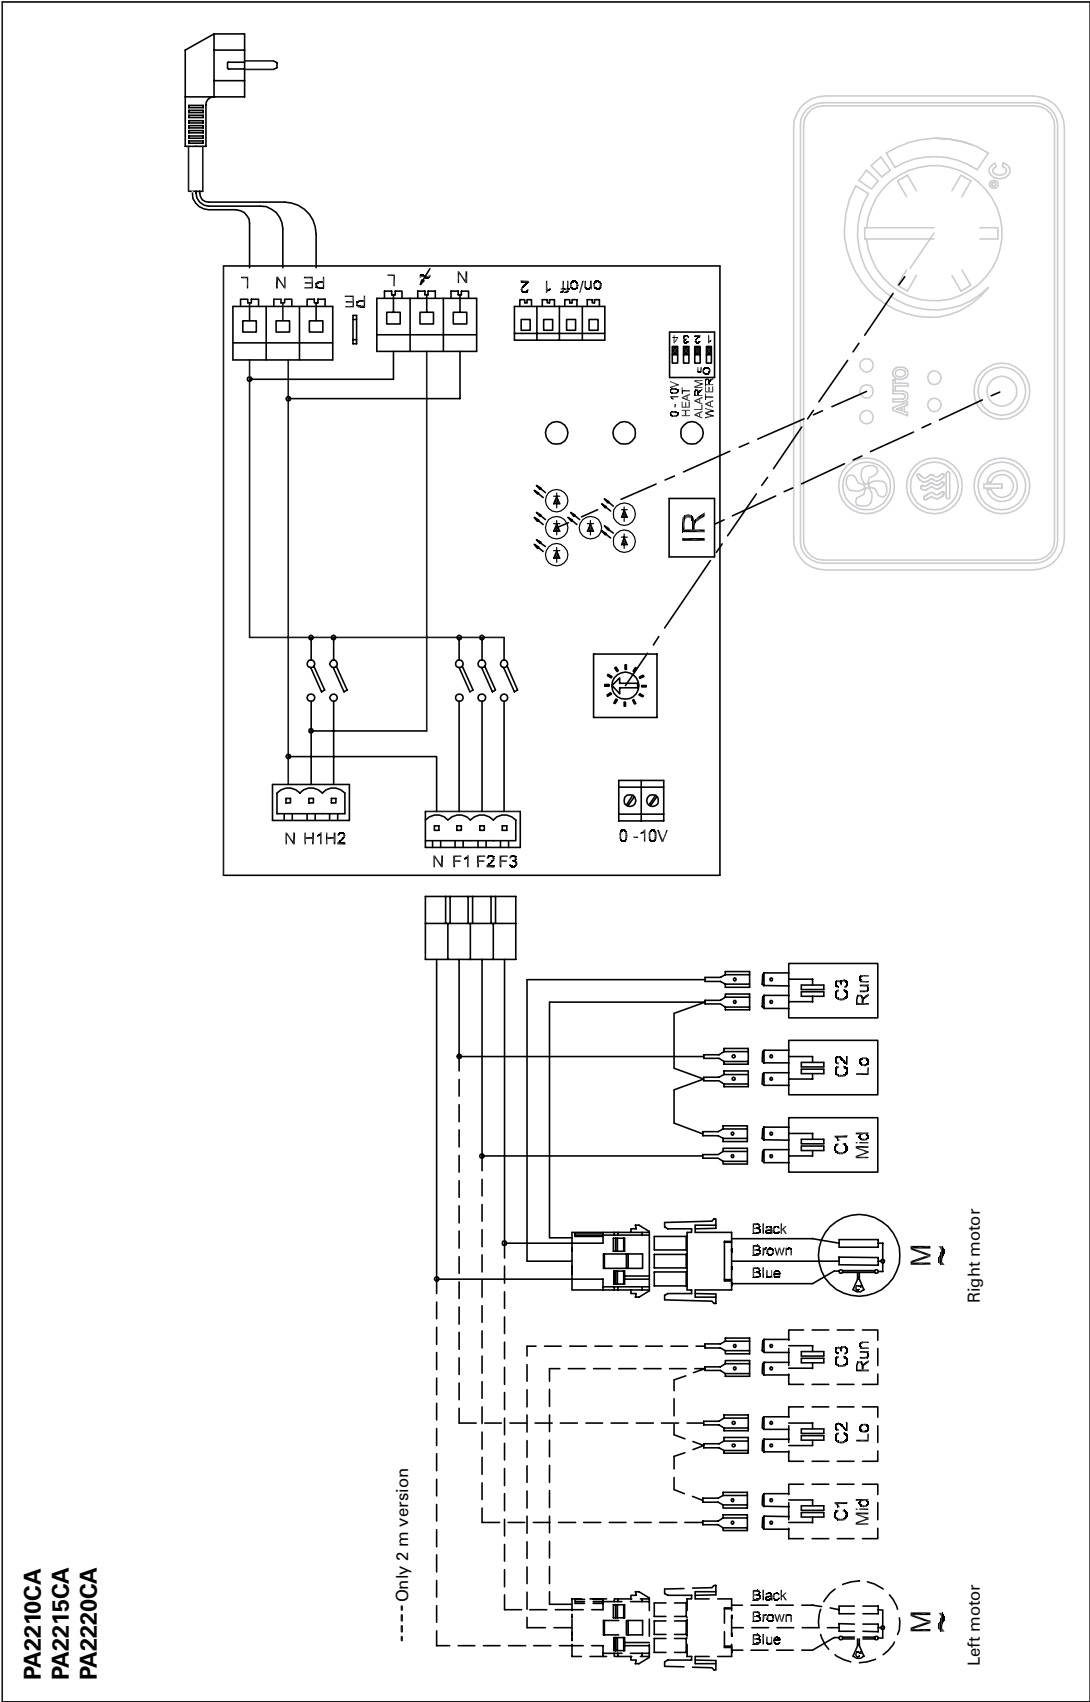 PA2210CA
PA2215CA
PA2220CA
-----Only 2 m version
L
N
PE
PE
L
N
2
1
on/off
1
2
3
4
0 - 10V
HEAT
ALARM
WATER
IR
AUTO
°C
N H1 H2
N F1 F2 F3
0 -10V
C3
Run
C2
Lo
C1
Mid
Black
Brown
Blue
M
~
Right motor
C3
Run
C2
Lo
C1
Mid
Black
Brown
Blue
M
~
Left motor